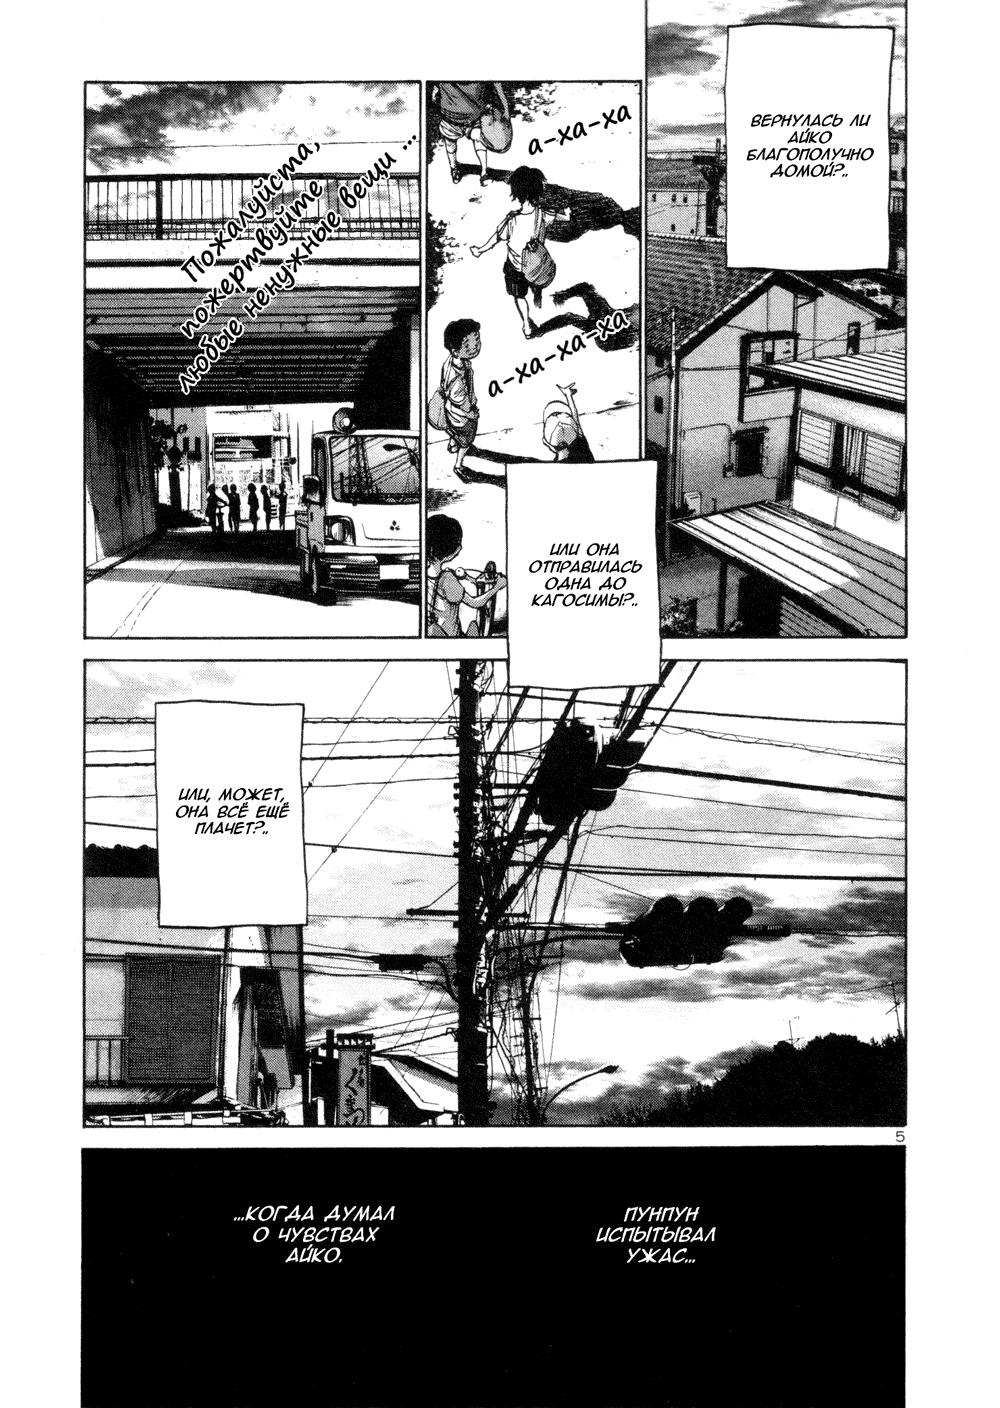 ВЕРНУЛАСЬ ЛИ
АЙКО
БЛАГОПОЛУЧНО
ДОМОЙ?..
а-ха-ха
а-ха-ха-ха
Пожалуйста,
пожертвуйте
любые ненужные вещи ...
ИЛИ ОНА
ОТПРАВИЛАСЬ
ОДНА ДО
КАГОСИМЫ?..
ИЛИ, МОЖЕТ,
ОНА ВСЁ ЕЩЁ
ПЛАЧЕТ?..
5
ПУНПУН
ИСПЫТЫВАЛ
УЖАС...
...КОГДА ДУМАЛ
О ЧУВСТВАХ
АЙКО.